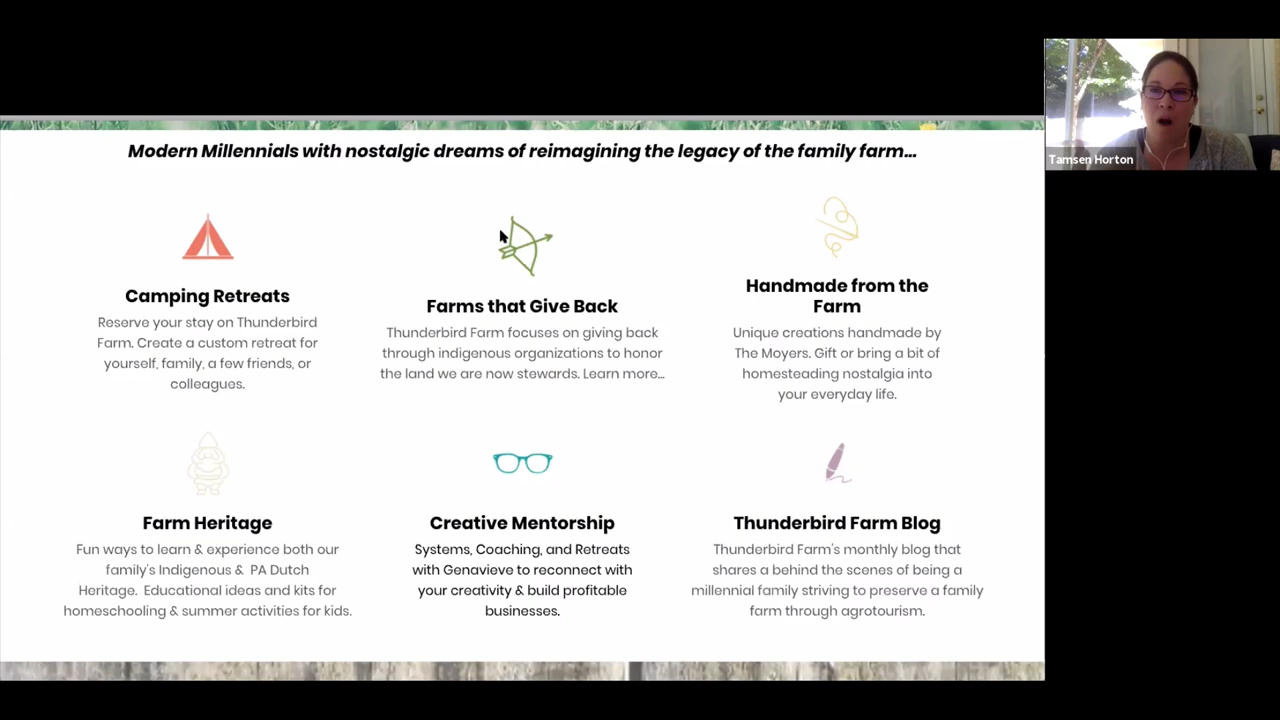 Modern Millennials with nostalgic dreams of reimagining the legacy of the family farm...
Camping Retreats
Reserve your stay on Thunderbird
Farm. Create a custom retreat for
yourself, family, a few friends, or
colleagues.
Farms that Give Back
Thunderbird Farm focuses on giving back
through indigenous organizations to honor
the land we are now stewards. Learn more...
Handmade from the
Farm
Unique creations handmade by
The Moyers. Gift or bring a bit of
homesteading nostalgia into
your everyday life.
Farm Heritage
Fun ways to learn & experience both our
family's Indigenous & PA Dutch
Heritage. Educational ideas and kits for
homeschooling & summer activities for kids.
Creative Mentorship
Systems, Coaching, and Retreats
with Genavieve to reconnect with
your creativity & build profitable
businesses.
Thunderbird Farm Blog
Thunderbird Farm's monthly blog that
shares a behind the scenes of being a
millennial family striving to preserve a family
farm through agrotourism.
Tamsen Horton